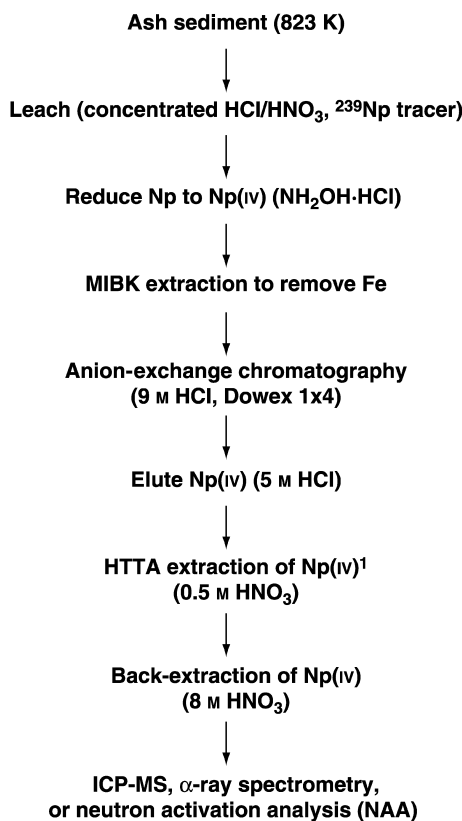 Ash sediment (823 K)
Leach (concentrated HCl/HNO₃, ²³⁹Np tracer)
Reduce Np to Np(IV) (NH₂OH·HCl)
MIBK extraction to remove Fe
Anion-exchange chromatography
(9 M HCl, Dowex 1x4)
Elute Np(IV) (5 M HCl)
HTTA extraction of Np(IV)¹
(0.5 M HNO₃)
Back-extraction of Np(IV)
(8 M HNO₃)
ICP-MS, α-ray spectrometry,
or neutron activation analysis (NAA)